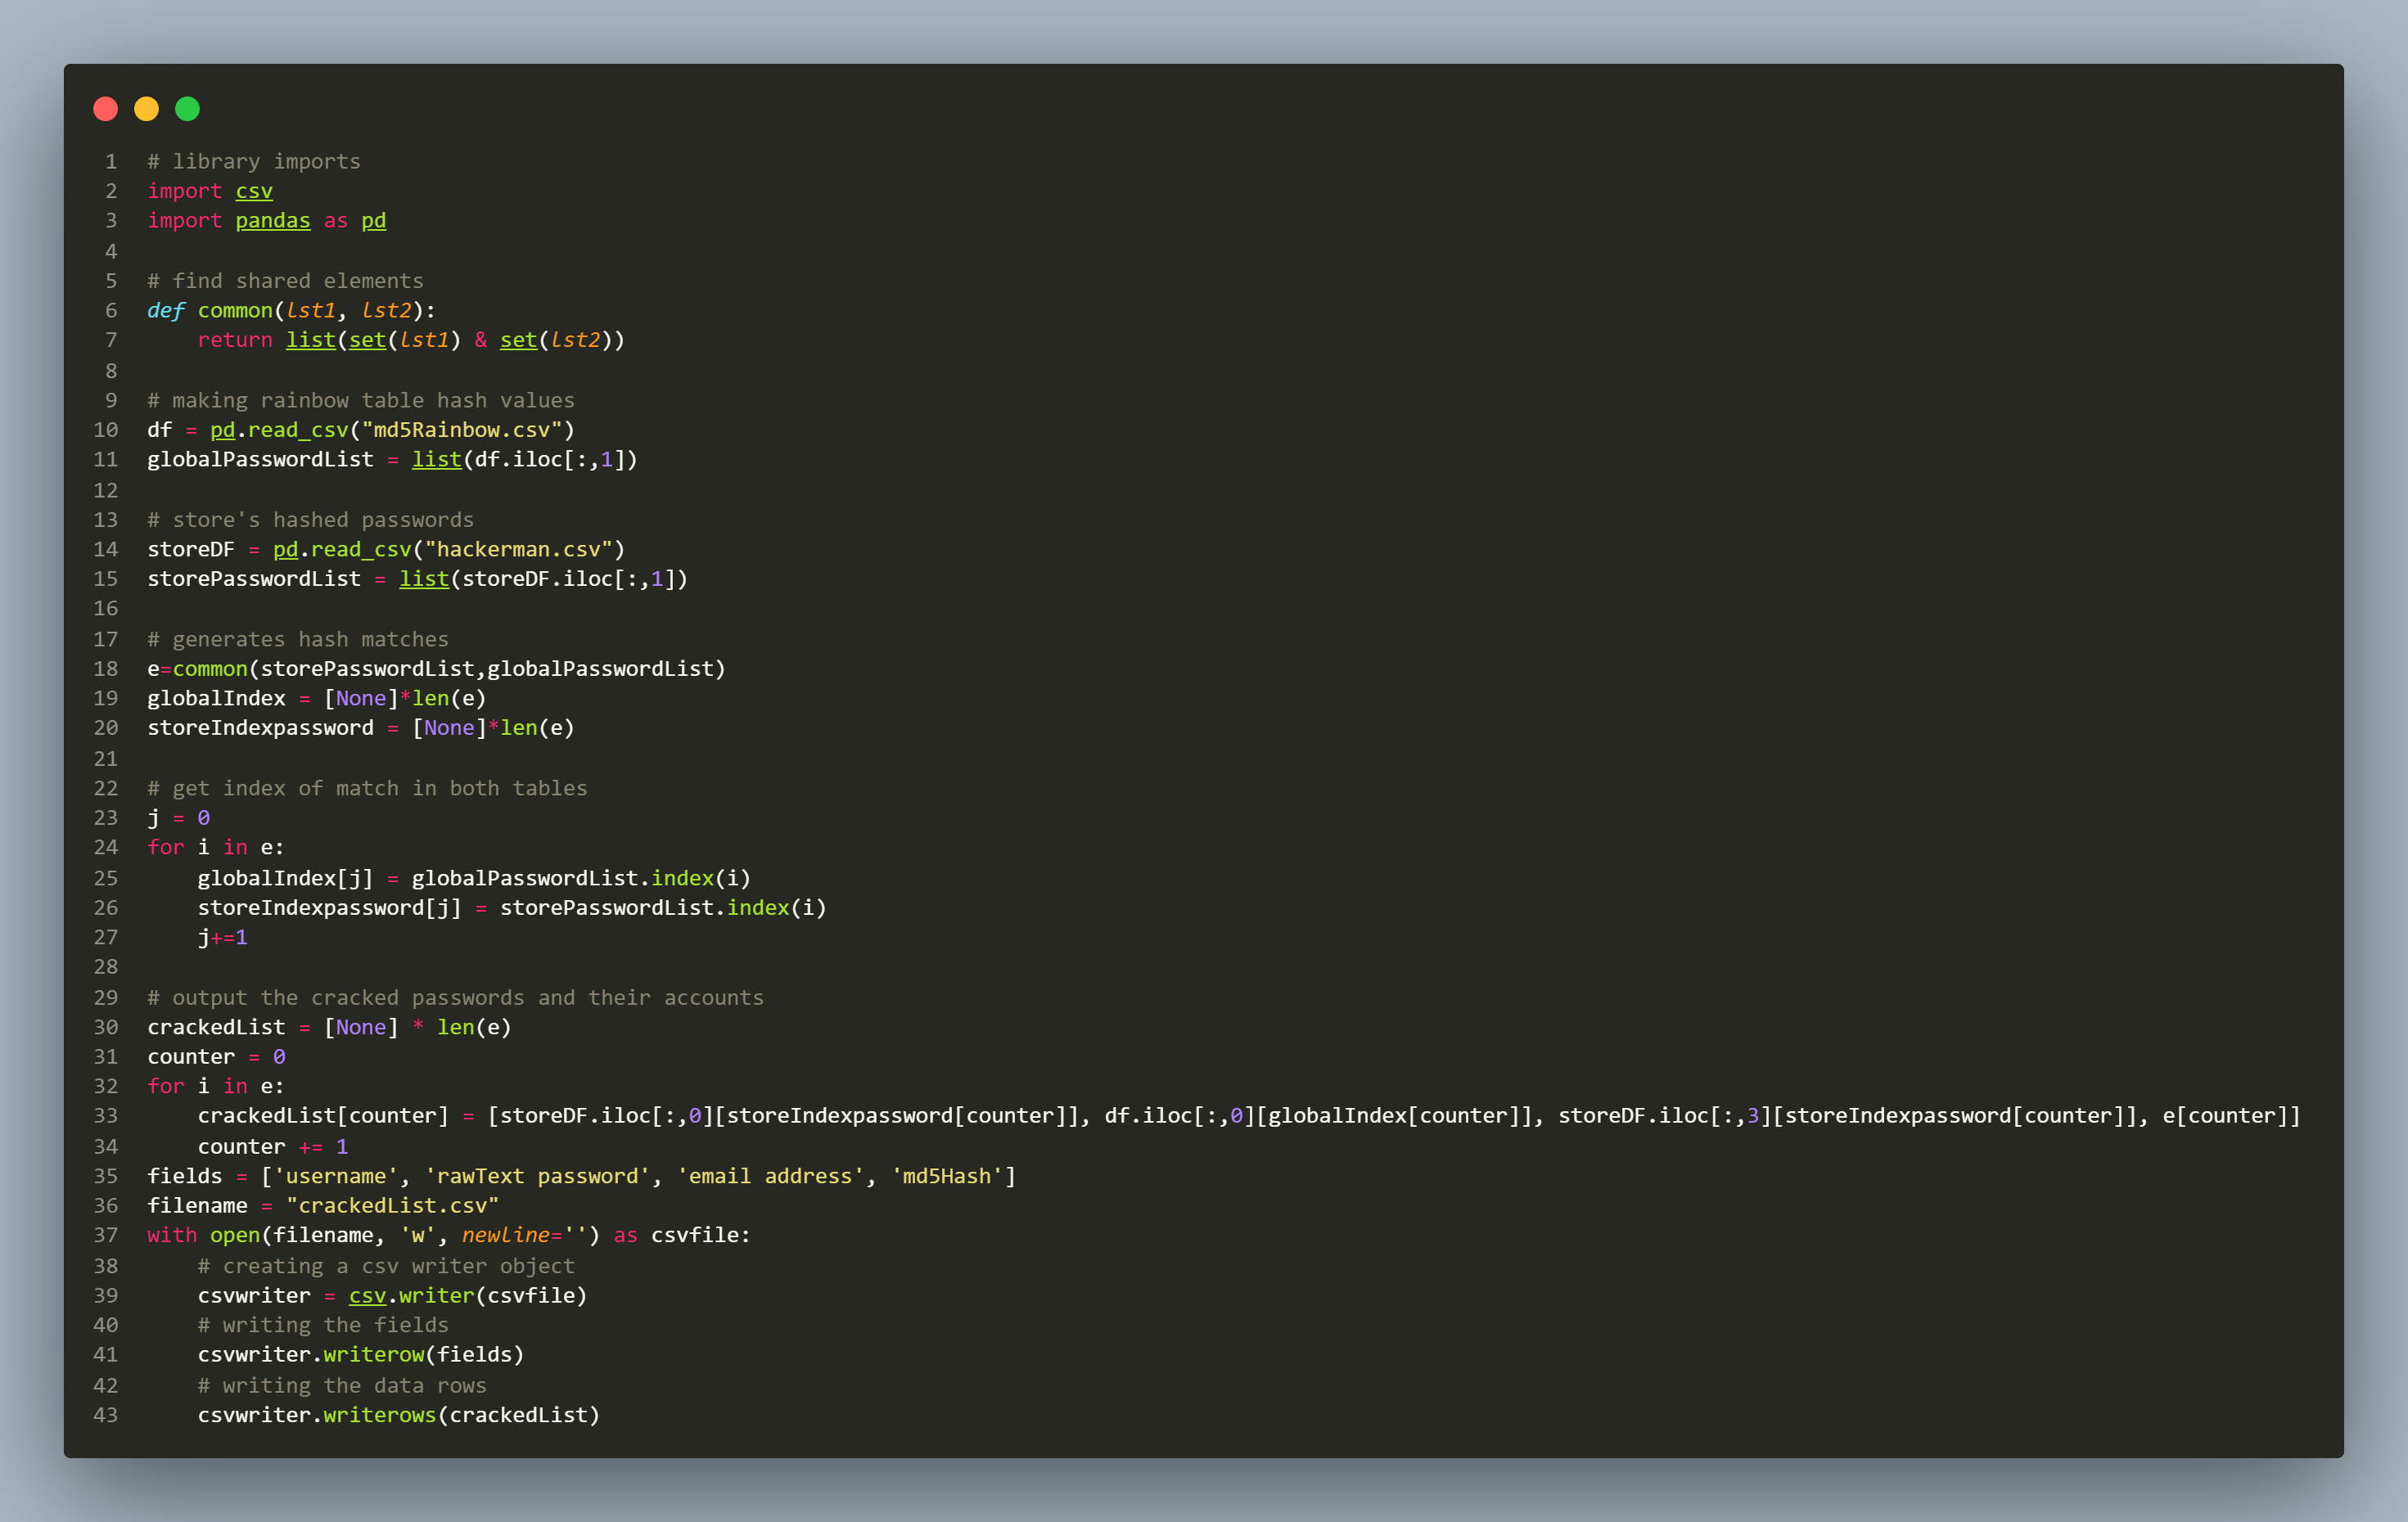 1 # library imports
2 import csv
3 import pandas as pd
4
5 # find shared elements
6 def common(lst1, lst2):
7     return list(set(lst1) & set(lst2))
8
9 # making rainbow table hash values
10 df = pd.read_csv("md5Rainbow.csv")
11 globalPasswordList = list(df.iloc[:,1])
12
13 # store's hashed passwords
14 storeDF = pd.read_csv("hackerman.csv")
15 storePasswordList = list(storeDF.iloc[:,1])
16
17 # generates hash matches
18 e=common(storePasswordList,globalPasswordList)
19 globalIndex = [None]*len(e)
20 storeIndexpassword = [None]*len(e)
21
22 # get index of match in both tables
23 j = 0
24 for i in e:
25     globalIndex[j] = globalPasswordList.index(i)
26     storeIndexpassword[j] = storePasswordList.index(i)
27     j+=1
28
29 # output the cracked passwords and their accounts
30 crackedList = [None] * len(e)
31 counter = 0
32 for i in e:
33     crackedList[counter] = [storeDF.iloc[:,0][storeIndexpassword[counter]], df.iloc[:,0][globalIndex[counter]], storeDF.iloc[:,3][storeIndexpassword[counter]], e[counter]]
34     counter += 1
35 fields = ['username', 'rawText password', 'email address', 'md5Hash']
36 filename = "crackedList.csv"
37 with open(filename, 'w', newline='') as csvfile:
38     # creating a csv writer object
39     csvwriter = csv.writer(csvfile)
40     # writing the fields
41     csvwriter.writerow(fields)
42     # writing the data rows
43     csvwriter.writerows(crackedList)